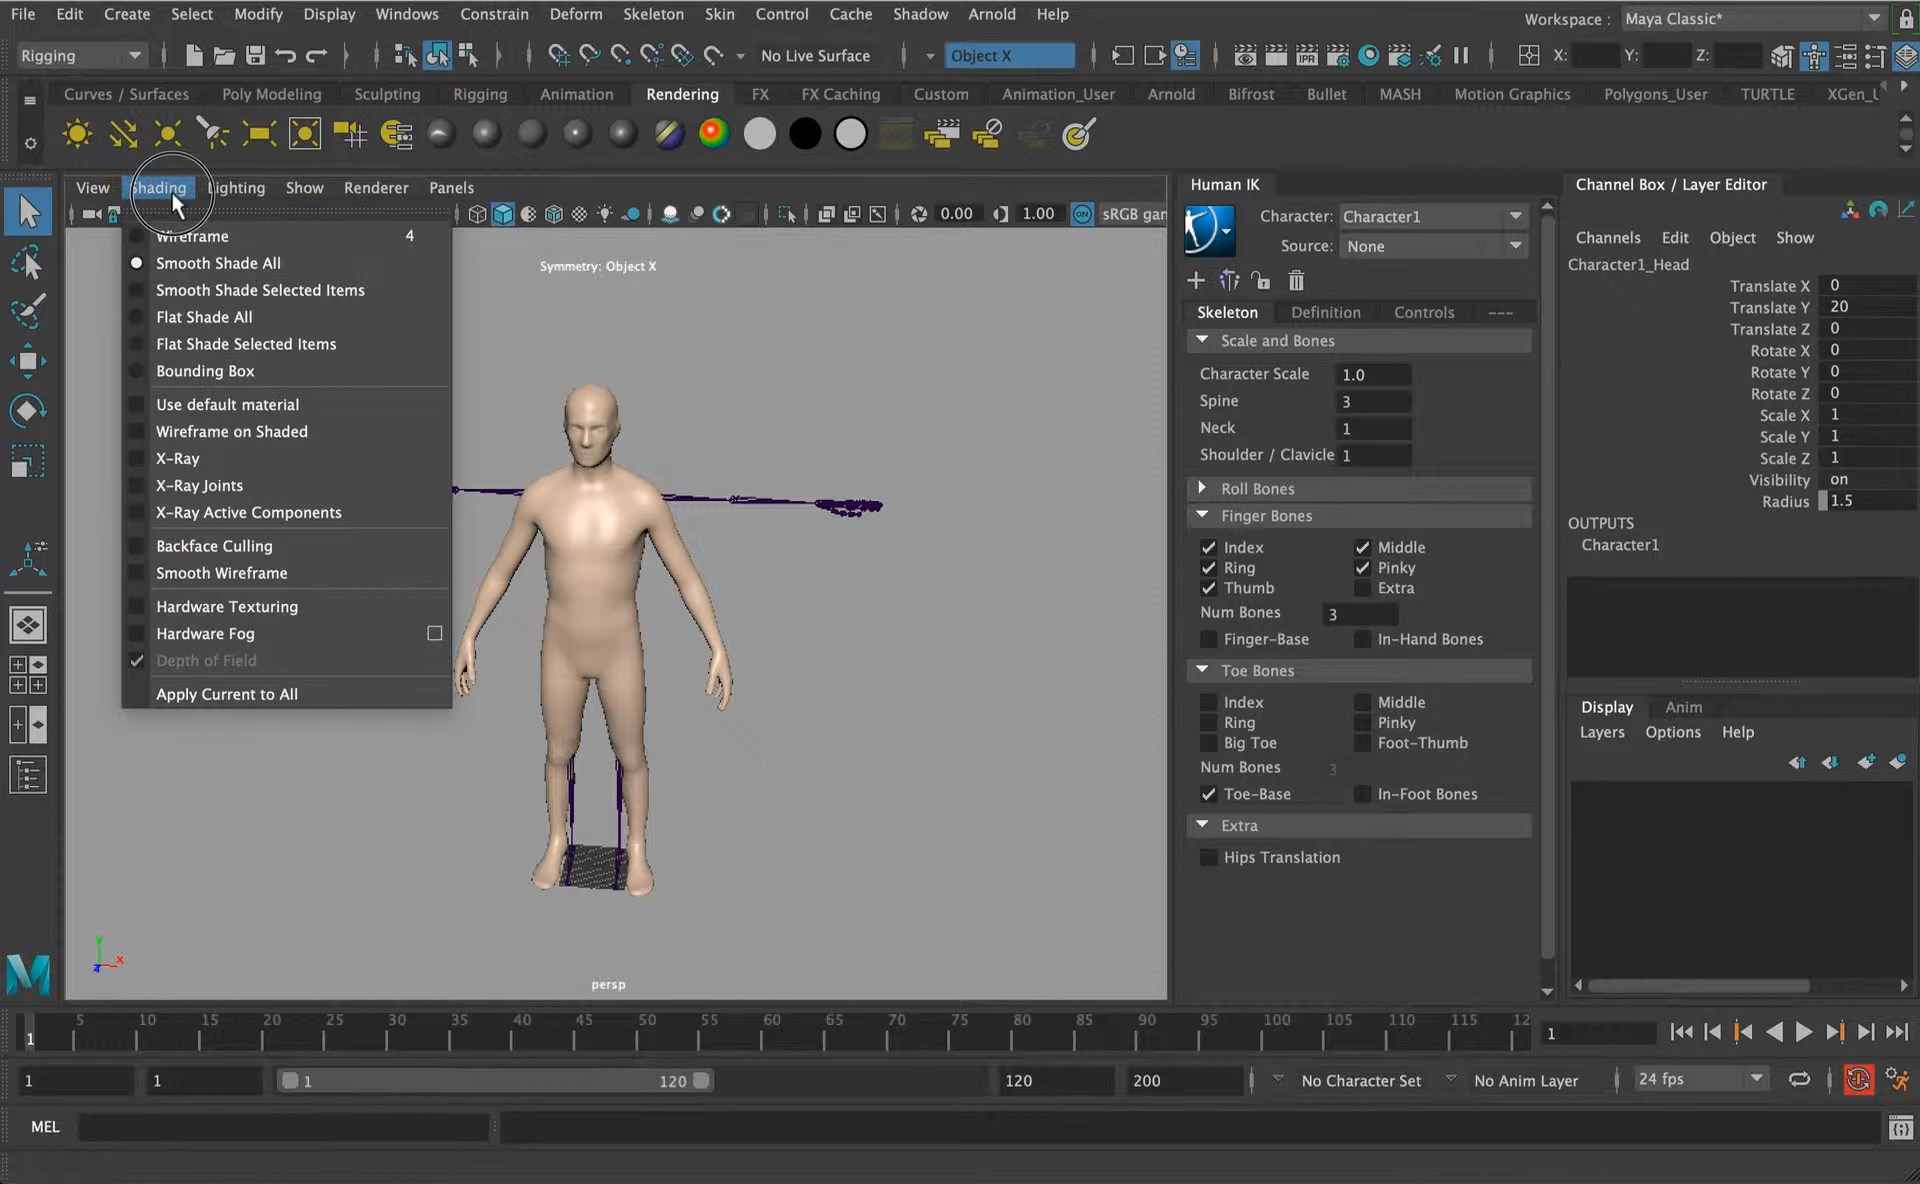 File Edit Create Select Modify Display Windows Constrain Deform Skeleton Skin Control Cache Shadow Arnold Help
Workspace : Maya Classic*
Rigging No Live Surface Object X X: Y: Z:
Curves / Surfaces Poly Modeling Sculpting Rigging Animation Rendering FX FX Caching Custom Animation_User Arnold Bifrost Bullet MASH Motion Graphics Polygons_User TURTLE XGen_U
View Shading Lighting Show Renderer Panels
0.00 1.00 ON sRGB gam
Wireframe 4
Smooth Shade All
Smooth Shade Selected Items
Flat Shade All
Flat Shade Selected Items
Bounding Box
Use default material
Wireframe on Shaded
X-Ray
X-Ray Joints
X-Ray Active Components
Backface Culling
Smooth Wireframe
Hardware Texturing
Hardware Fog
Depth of Field
Apply Current to All
Symmetry: Object X
persp
Human IK
Character: Character1
Source: None
Skeleton Definition Controls ---
Scale and Bones
Character Scale 1.0
Spine 3
Neck 1
Shoulder / Clavicle 1
Roll Bones
Finger Bones
Index Middle
Ring Pinky
Thumb Extra
Num Bones 3
Finger-Base In-Hand Bones
Toe Bones
Index Middle
Ring Pinky
Big Toe Foot-Thumb
Num Bones 3
Toe-Base In-Foot Bones
Extra
Hips Translation
Channel Box / Layer Editor
Channels Edit Object Show
Character1_Head
Translate X 0
Translate Y 20
Translate Z 0
Rotate X 0
Rotate Y 0
Rotate Z 0
Scale X 1
Scale Y 1
Scale Z 1
Visibility on
Radius 1.5
OUTPUTS
Character1
Display Anim
Layers Options Help
1 5 10 15 20 25 30 35 40 45 50 55 60 65 70 75 80 85 90 95 100 105 110 115 12
1
1 1 1 120 120 200 No Character Set No Anim Layer 24 fps
MEL